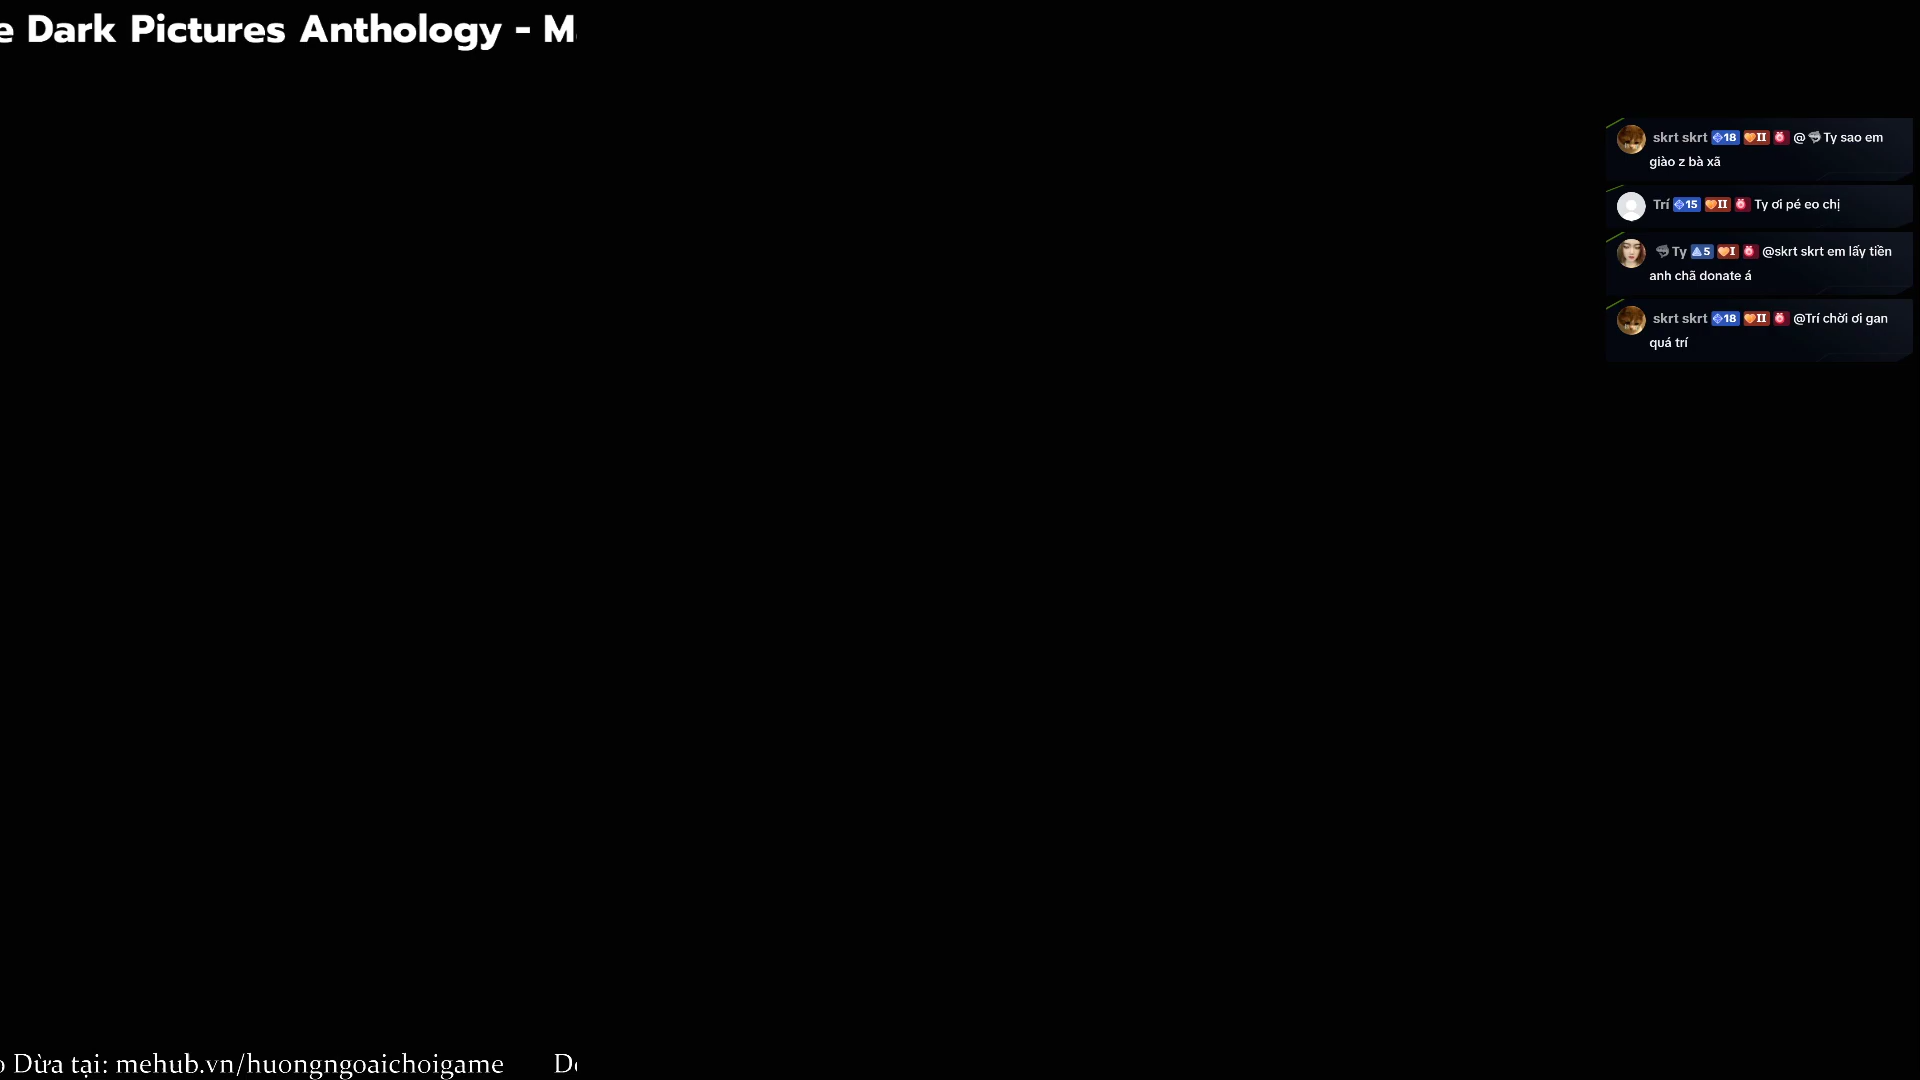 e Dark Pictures Anthology - M
skrt skrt 18 II @Ty sao em
giào z bà xã
Trí 15 II Ty ơi pé eo chị
Ty 5 I @skrt skrt em lấy tiền
anh chã donate á
skrt skrt 18 II @Trí chời ơi gan
quá trí
o Dừa tại: mehub.vn/huongngoaichoigame D